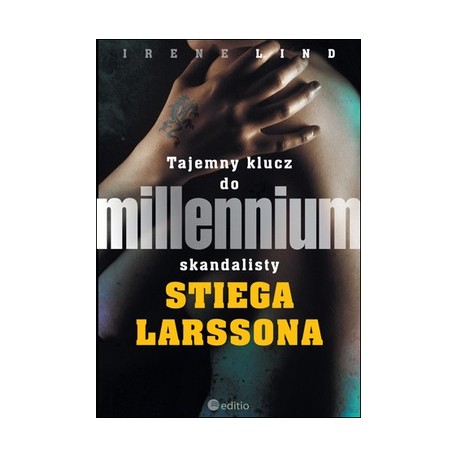 IRENE LIND
Tajemny klucz
do
millennium
skandalisty
STIEGA
LARSSONA
editio